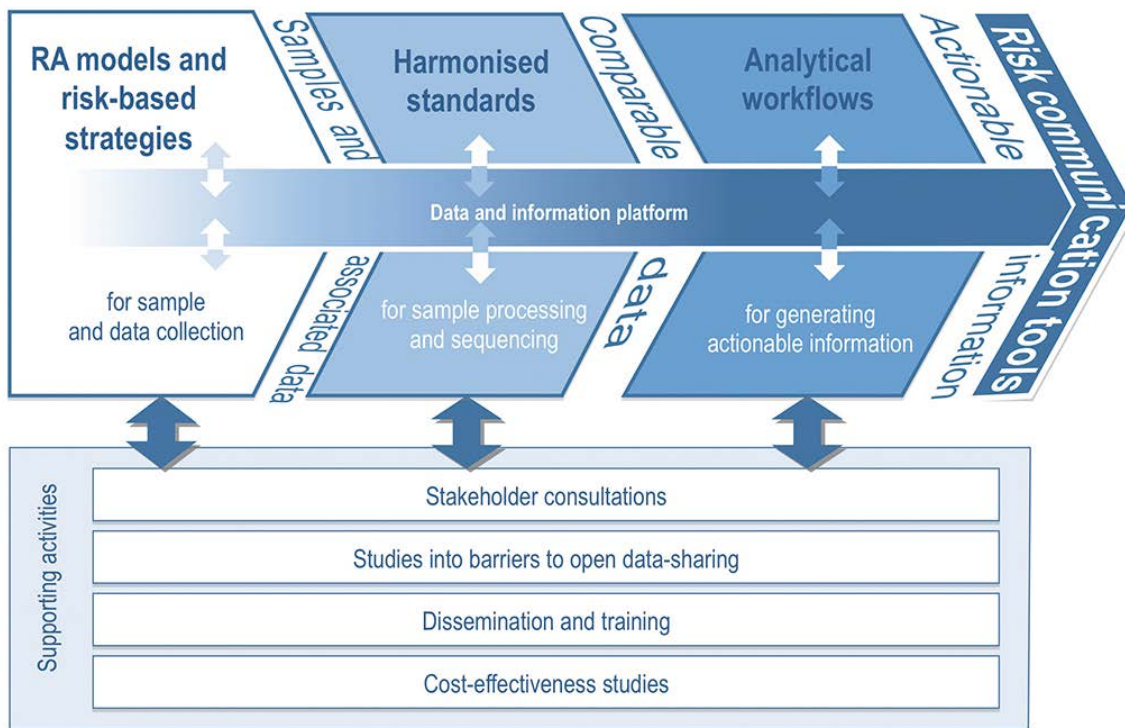 RA models and
risk-based
strategies
for sample
and data collection
Samples and
associated data
Harmonised
standards
for sample processing
and sequencing
Comparable
data
Analytical
workflows
for generating
actionable information
Actionable
information
Risk communi
cation tools
Data and information platform
Supporting activities
Stakeholder consultations
Studies into barriers to open data-sharing
Dissemination and training
Cost-effectiveness studies